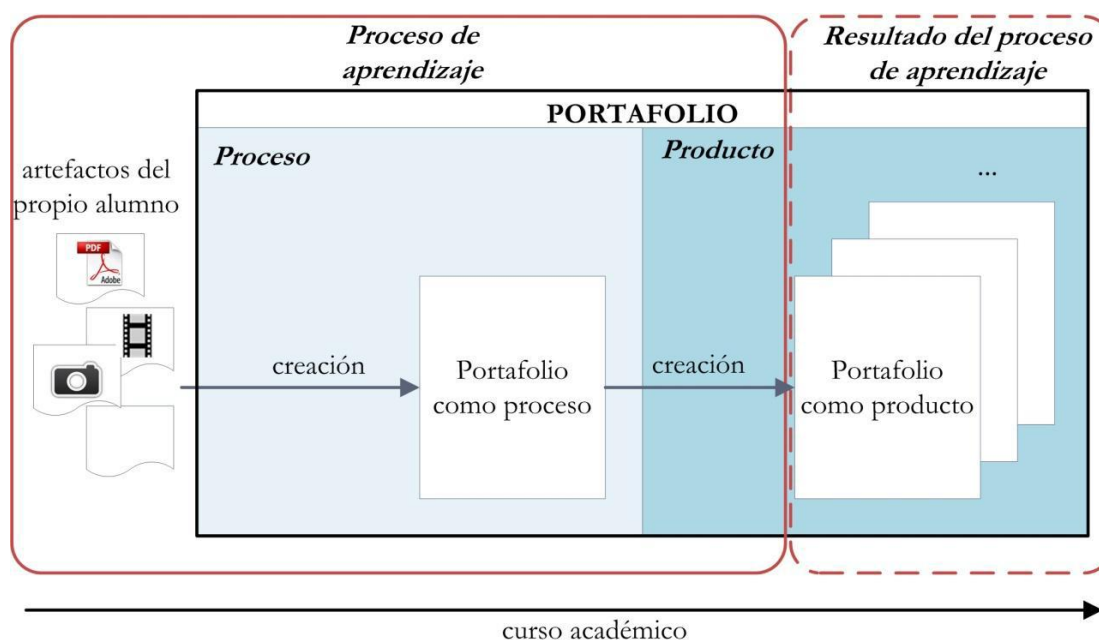 Proceso de
aprendizaje
Resultado del proceso
de aprendizaje
PORTAFOLIO
Proceso
Producto
artefactos del
propio alumno
...
PDF
Adobe
creación
Portafolio
como proceso
creación
Portafolio
como producto
curso académico